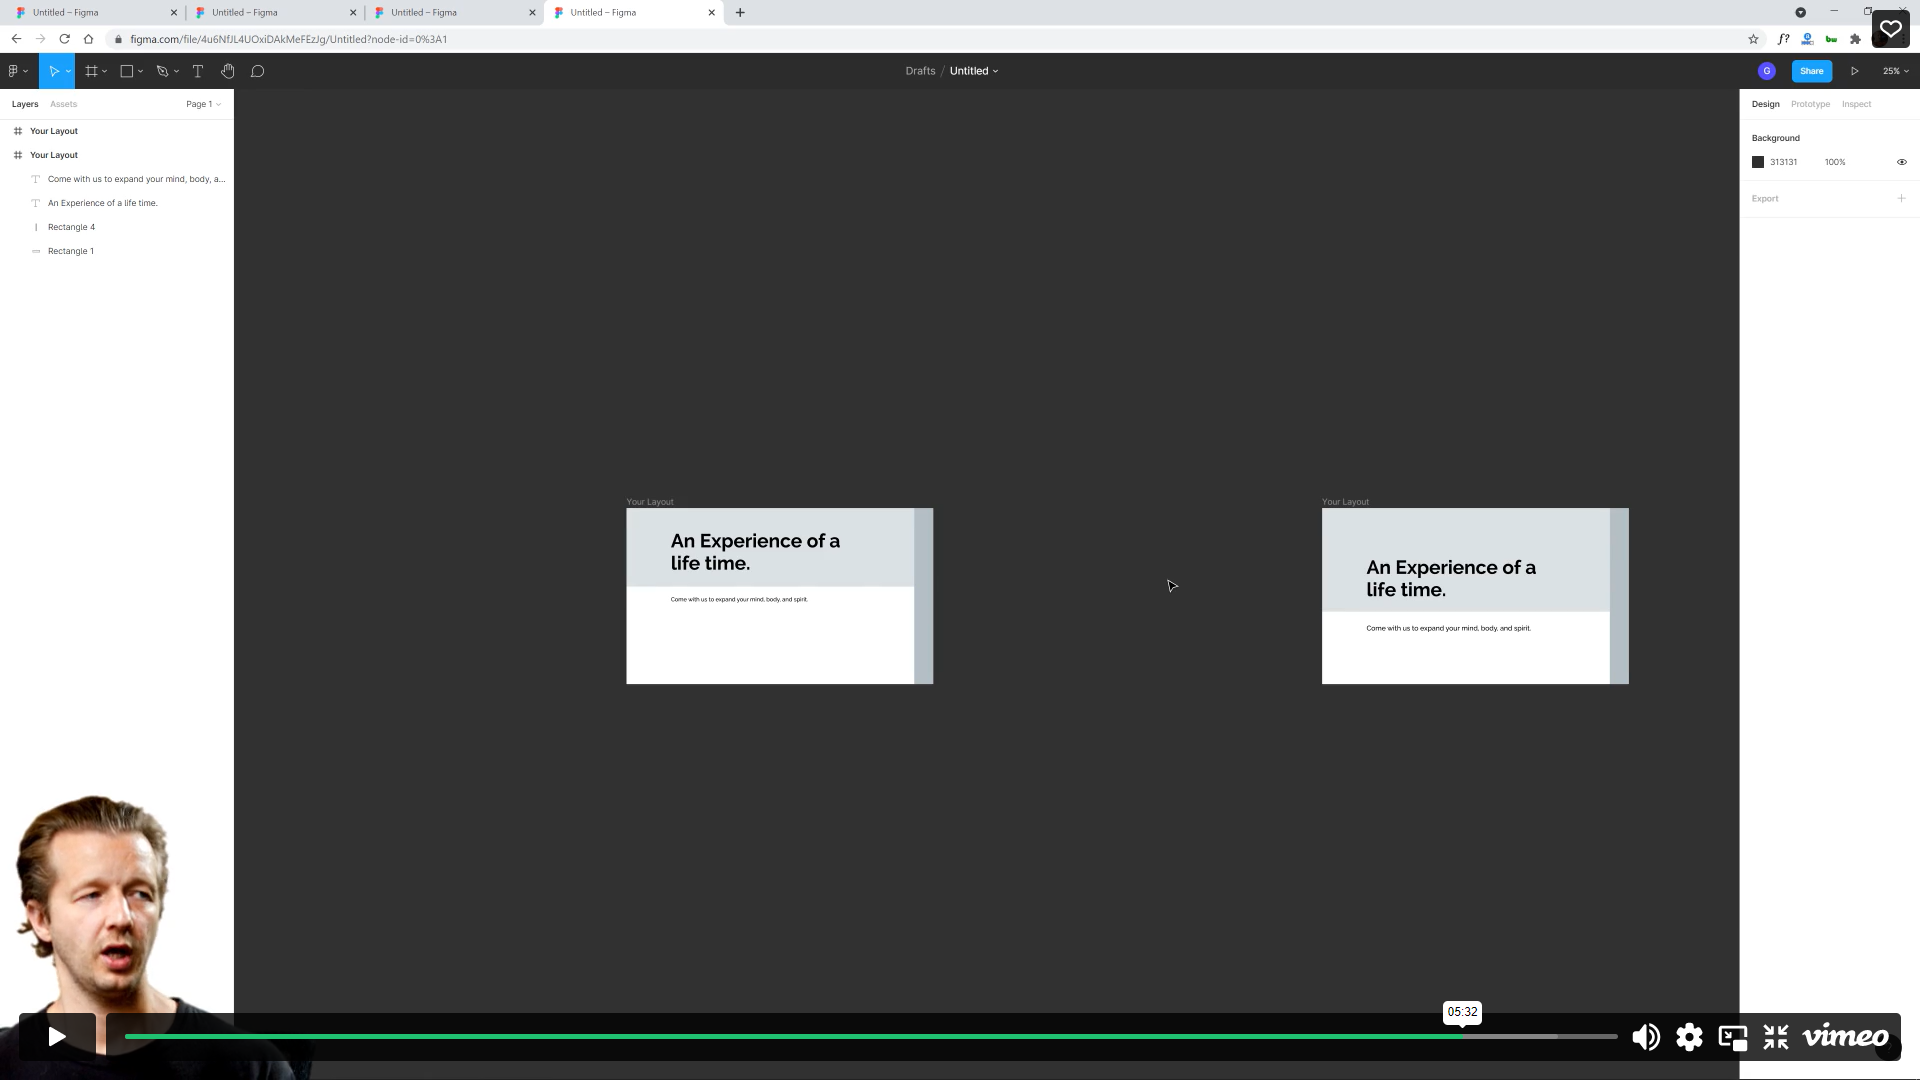 Untitled – Figma
Untitled – Figma
Untitled – Figma
Untitled – Figma
figma.com/file/4u6NfJL4UOxiDAkMeFEzJg/Untitled?node-id=0%3A1
f?
bw
Drafts / Untitled
G
Share
25%
Layers
Assets
Page 1
Your Layout
Your Layout
Come with us to expand your mind, body, a...
An Experience of a life time.
Rectangle 4
Rectangle 1
Design
Prototype
Inspect
Background
313131
100%
Export
Your Layout
An Experience of a
life time.
Come with us to expand your mind, body, and spirit.
Your Layout
An Experience of a
life time.
Come with us to expand your mind, body, and spirit.
05:32
vimeo